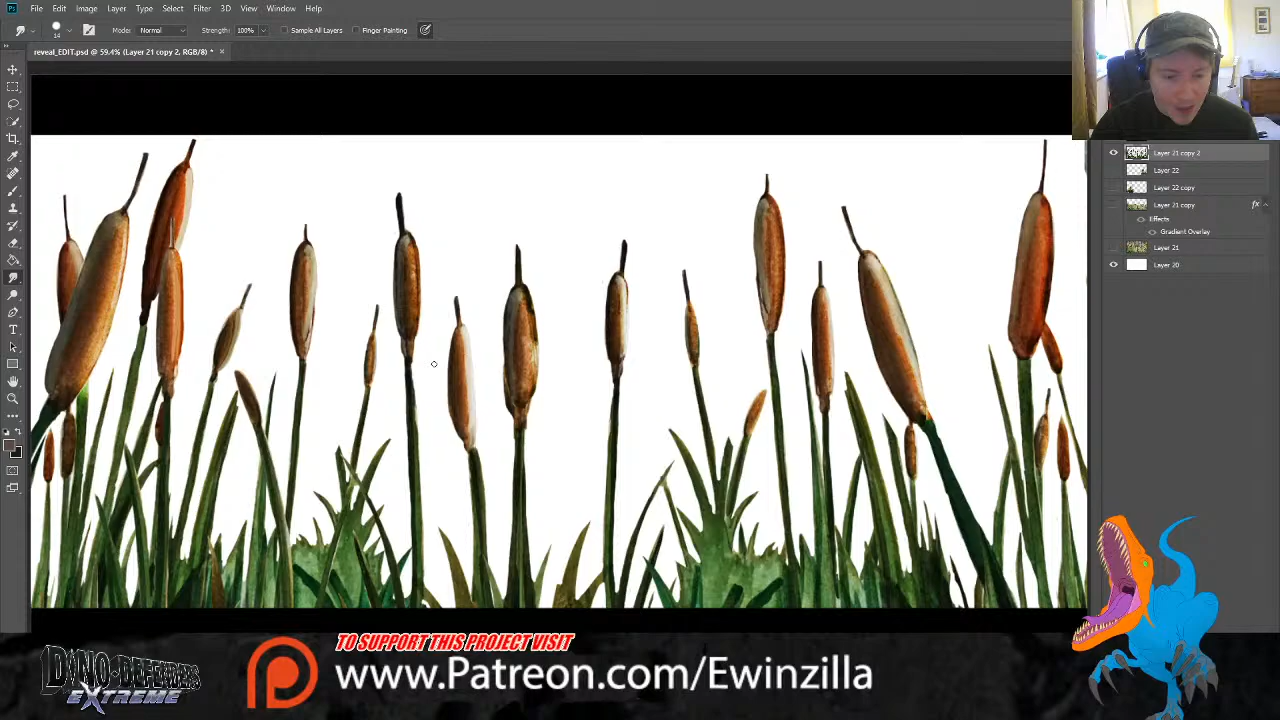 Ps File Edit Image Layer Type Select Filter 3D View Window Help
14 Mode: Normal Strength: 100% Sample All Layers Finger Painting
reveal_EDIT.psd @ 59.4% (Layer 21 copy 2, RGB/8) * ×
Layer 21 copy 2
Layer 22
Layer 22 copy
Layer 21 copy fx
Effects
Gradient Overlay
Layer 21
Layer 20
TO SUPPORT THIS PROJECT VISIT
www.Patreon.com/Ewinzilla
DINO-DEFENDERS
EXTREME